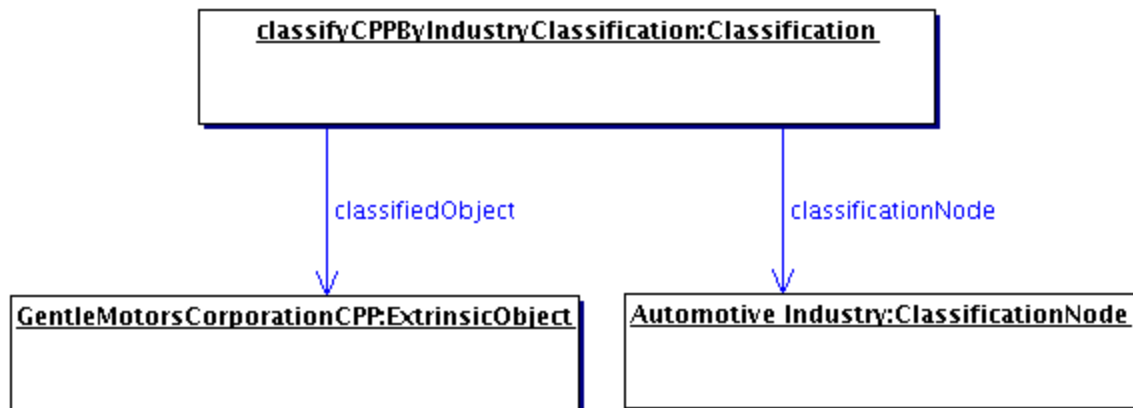 classifyCPPByIndustryClassification:Classification
classifiedObject
classificationNode
GentleMotorsCorporationCPP:ExtrinsicObject
Automotive Industry:ClassificationNode